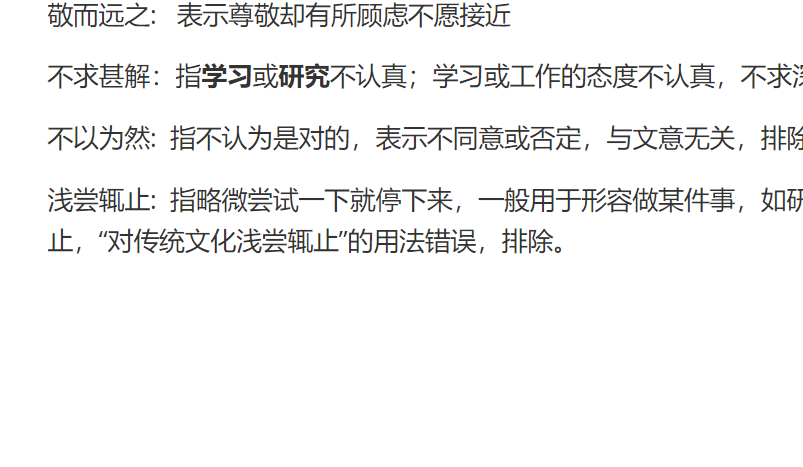 敬而远之： 表示尊敬却有所顾虑不愿接近
不求甚解：指学习或研究不认真；学习或工作的态度不认真，不求深
不以为然：指不认为是对的，表示不同意或否定，与文意无关，排除
浅尝辄止：指略微尝试一下就停下来，一般用于形容做某件事，如研
止，“对传统文化浅尝辄止”的用法错误，排除。